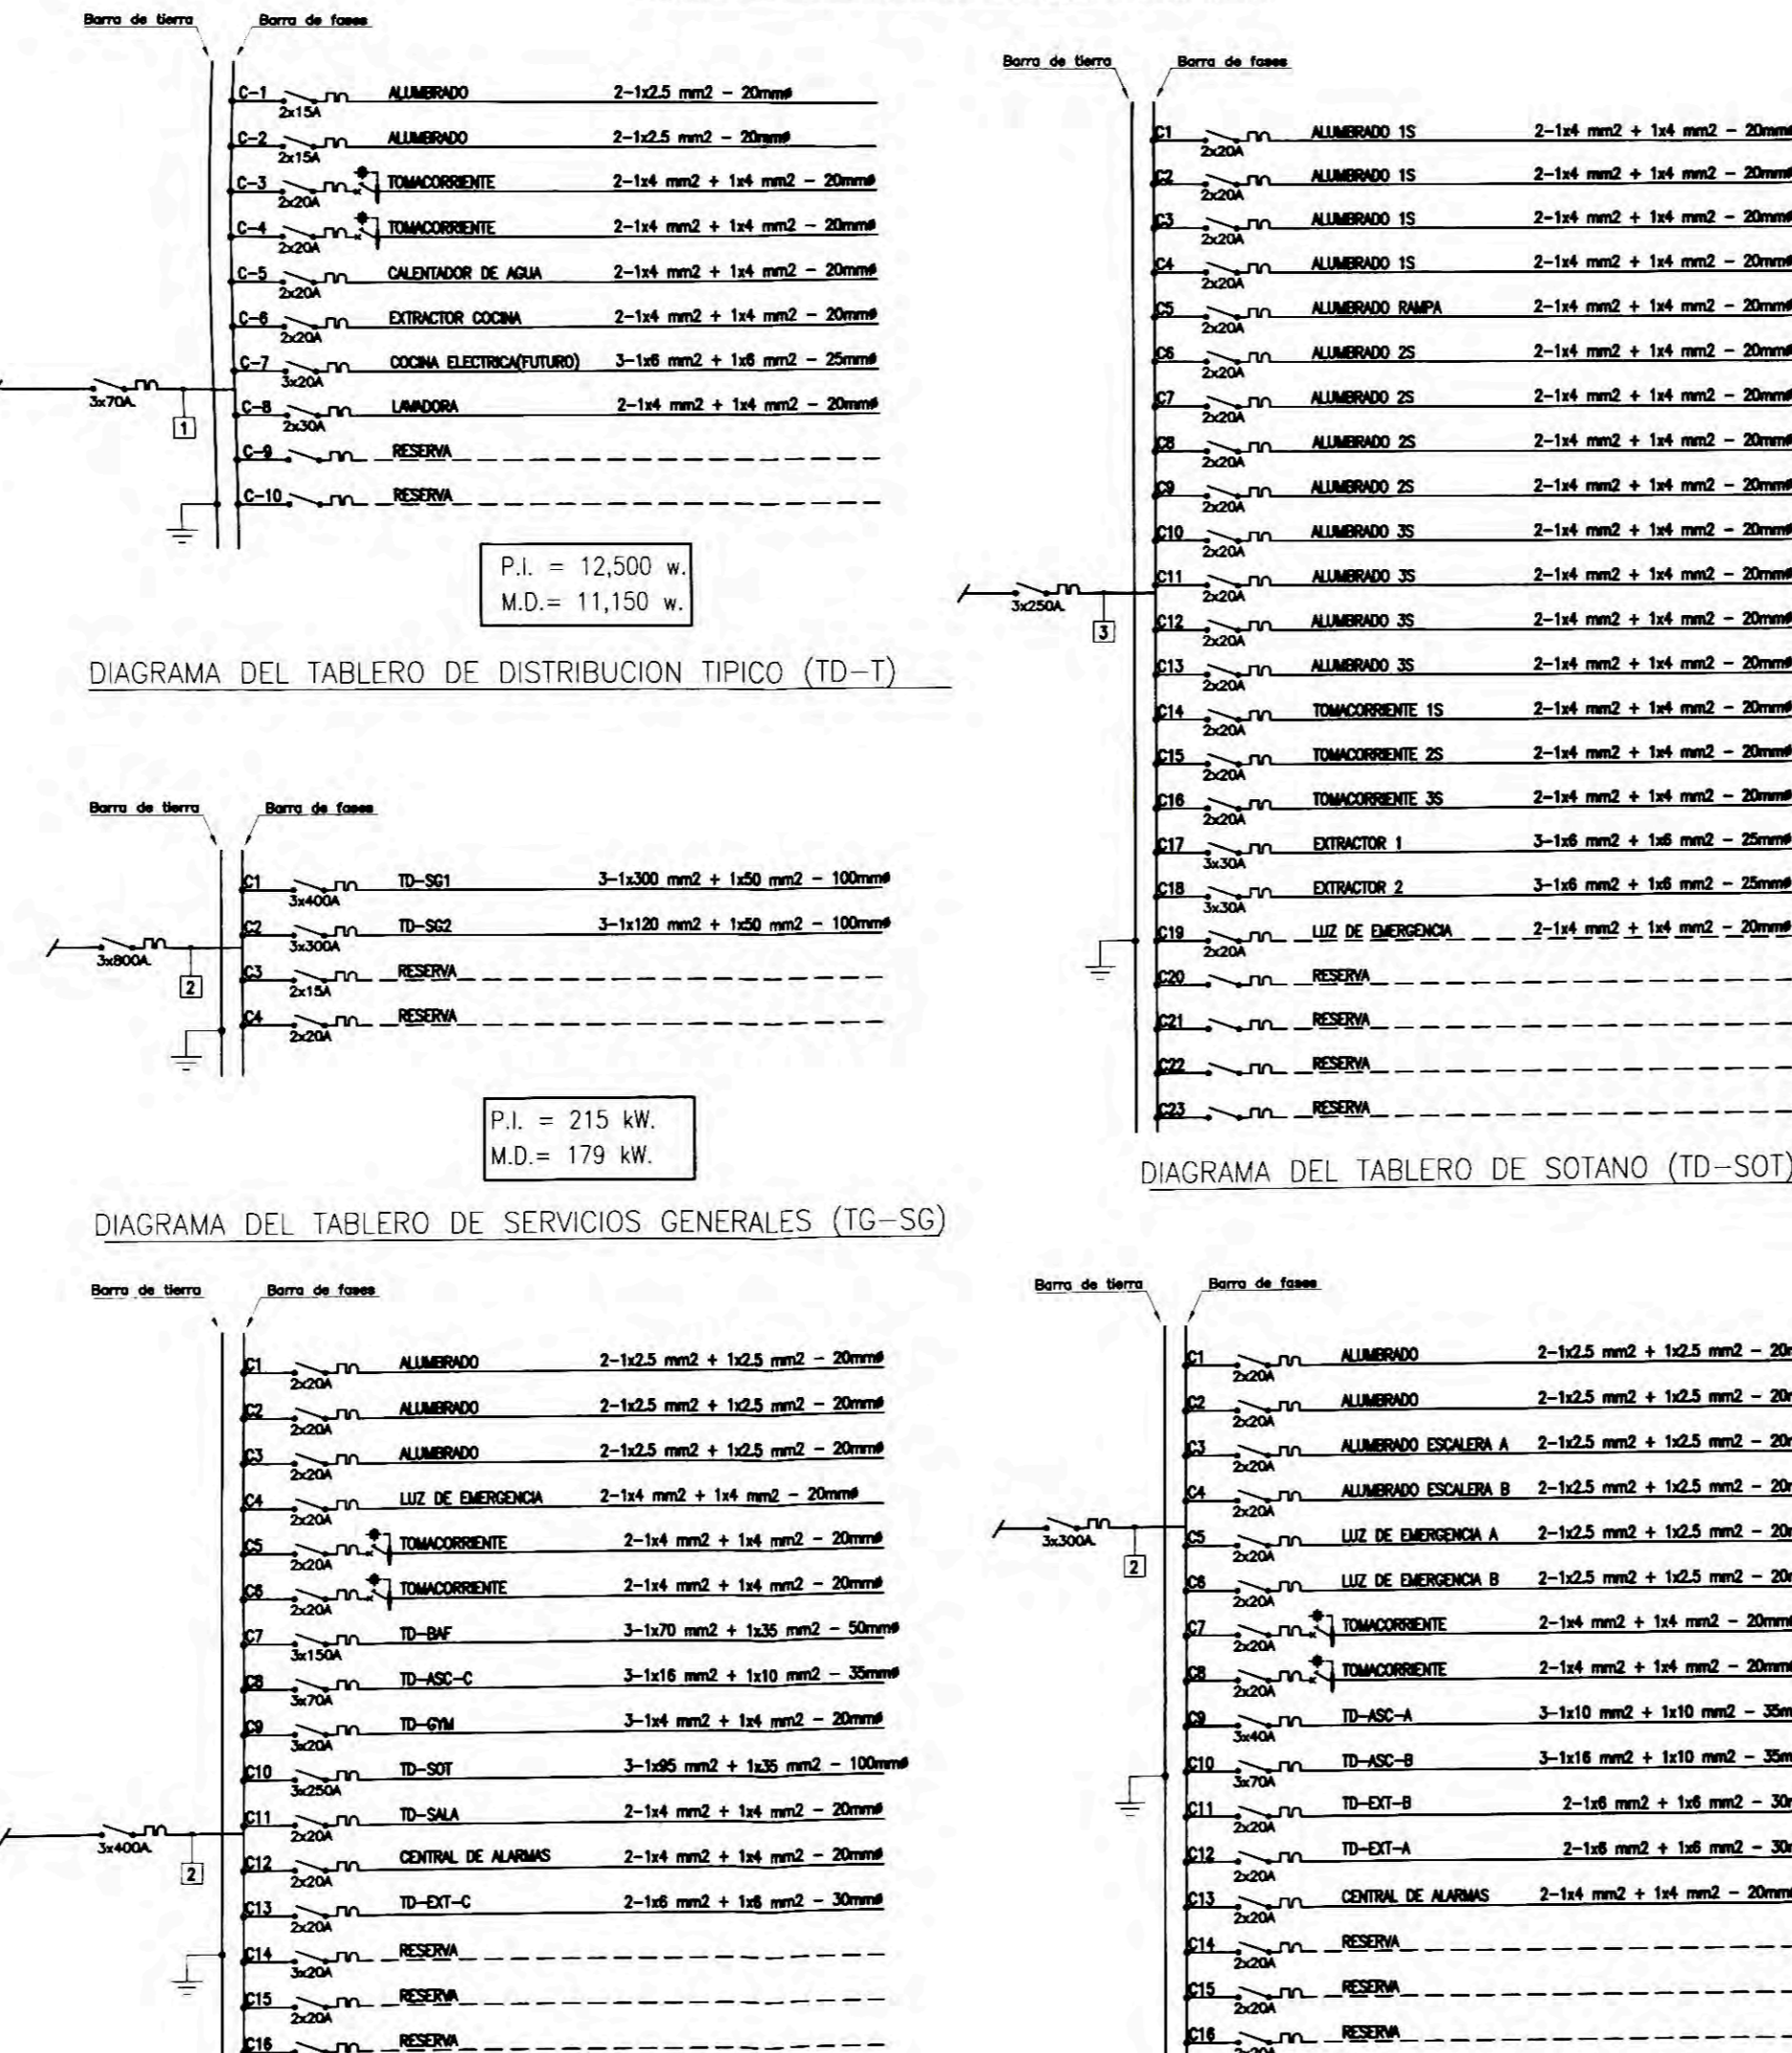 Barra de tierra Barra de fases
C-1 2x15A ALUMBRADO 2-1x2.5 mm2 - 20mmø
C-2 2x15A ALUMBRADO 2-1x2.5 mm2 - 20mmø
C-3 2x20A TOMACORRIENTE 2-1x4 mm2 + 1x4 mm2 - 20mmø
C-4 2x20A TOMACORRIENTE 2-1x4 mm2 + 1x4 mm2 - 20mmø
C-5 2x20A CALENTADOR DE AGUA 2-1x4 mm2 + 1x4 mm2 - 20mmø
C-6 2x20A EXTRACTOR COCINA 2-1x4 mm2 + 1x4 mm2 - 20mmø
C-7 3x20A COCINA ELECTRICA(FUTURO) 3-1x6 mm2 + 1x6 mm2 - 25mmø
3x70A.
1
C-8 2x30A LAVADORA 2-1x4 mm2 + 1x4 mm2 - 20mmø
C-9 RESERVA
C-10 RESERVA
P.I. = 12,500 w.
M.D.= 11,150 w.
DIAGRAMA DEL TABLERO DE DISTRIBUCION TIPICO (TD-T)
Barra de tierra Barra de fases
C1 3x400A TD-SG1 3-1x300 mm2 + 1x50 mm2 - 100mmø
C2 3x300A TD-SG2 3-1x120 mm2 + 1x50 mm2 - 100mmø
3x800A.
2
C3 2x15A RESERVA
C4 2x20A RESERVA
P.I. = 215 kW.
M.D.= 179 kW.
DIAGRAMA DEL TABLERO DE SERVICIOS GENERALES (TG-SG)
Barra de tierra Barra de fases
C1 2x20A ALUMBRADO 2-1x2.5 mm2 + 1x2.5 mm2 - 20mmø
C2 2x20A ALUMBRADO 2-1x2.5 mm2 + 1x2.5 mm2 - 20mmø
C3 2x20A ALUMBRADO 2-1x2.5 mm2 + 1x2.5 mm2 - 20mmø
C4 2x20A LUZ DE EMERGENCIA 2-1x4 mm2 + 1x4 mm2 - 20mmø
C5 2x20A TOMACORRIENTE 2-1x4 mm2 + 1x4 mm2 - 20mmø
C6 2x20A TOMACORRIENTE 2-1x4 mm2 + 1x4 mm2 - 20mmø
C7 3x150A TD-BAF 3-1x70 mm2 + 1x35 mm2 - 50mmø
C8 3x70A TD-ASC-C 3-1x16 mm2 + 1x10 mm2 - 35mmø
C9 3x20A TD-GYM 3-1x4 mm2 + 1x4 mm2 - 20mmø
C10 3x250A TD-SOT 3-1x95 mm2 + 1x35 mm2 - 100mmø
C11 2x20A TD-SALA 2-1x4 mm2 + 1x4 mm2 - 20mmø
3x400A.
2
C12 2x20A CENTRAL DE ALARMAS 2-1x4 mm2 + 1x4 mm2 - 20mmø
C13 2x20A TD-EXT-C 2-1x6 mm2 + 1x6 mm2 - 30mmø
C14 3x20A RESERVA
C15 2x20A RESERVA
C16 RESERVA
Barra de tierra Barra de fases
C1 2x20A ALUMBRADO 1S 2-1x4 mm2 + 1x4 mm2 - 20mmø
C2 2x20A ALUMBRADO 1S 2-1x4 mm2 + 1x4 mm2 - 20mmø
C3 2x20A ALUMBRADO 1S 2-1x4 mm2 + 1x4 mm2 - 20mmø
C4 2x20A ALUMBRADO 1S 2-1x4 mm2 + 1x4 mm2 - 20mmø
C5 2x20A ALUMBRADO RAMPA 2-1x4 mm2 + 1x4 mm2 - 20mmø
C6 2x20A ALUMBRADO 2S 2-1x4 mm2 + 1x4 mm2 - 20mmø
C7 2x20A ALUMBRADO 2S 2-1x4 mm2 + 1x4 mm2 - 20mmø
C8 2x20A ALUMBRADO 2S 2-1x4 mm2 + 1x4 mm2 - 20mmø
C9 2x20A ALUMBRADO 2S 2-1x4 mm2 + 1x4 mm2 - 20mmø
C10 2x20A ALUMBRADO 3S 2-1x4 mm2 + 1x4 mm2 - 20mmø
C11 2x20A ALUMBRADO 3S 2-1x4 mm2 + 1x4 mm2 - 20mmø
3x250A.
3
C12 2x20A ALUMBRADO 3S 2-1x4 mm2 + 1x4 mm2 - 20mmø
C13 2x20A ALUMBRADO 3S 2-1x4 mm2 + 1x4 mm2 - 20mmø
C14 2x20A TOMACORRIENTE 1S 2-1x4 mm2 + 1x4 mm2 - 20mmø
C15 2x20A TOMACORRIENTE 2S 2-1x4 mm2 + 1x4 mm2 - 20mmø
C16 2x20A TOMACORRIENTE 3S 2-1x4 mm2 + 1x4 mm2 - 20mmø
C17 3x30A EXTRACTOR 1 3-1x6 mm2 + 1x6 mm2 - 25mmø
C18 3x30A EXTRACTOR 2 3-1x6 mm2 + 1x6 mm2 - 25mmø
C19 2x20A LUZ DE EMERGENCIA 2-1x4 mm2 + 1x4 mm2 - 20mmø
C20 RESERVA
C21 RESERVA
C22 RESERVA
C23 RESERVA
DIAGRAMA DEL TABLERO DE SOTANO (TD-SOT)
Barra de tierra Barra de fases
C1 2x20A ALUMBRADO 2-1x2.5 mm2 + 1x2.5 mm2 - 20m
C2 2x20A ALUMBRADO 2-1x2.5 mm2 + 1x2.5 mm2 - 20m
C3 2x20A ALUMBRADO ESCALERA A 2-1x2.5 mm2 + 1x2.5 mm2 - 20m
C4 2x20A ALUMBRADO ESCALERA B 2-1x2.5 mm2 + 1x2.5 mm2 - 20m
3x300A.
2
C5 2x20A LUZ DE EMERGENCIA A 2-1x2.5 mm2 + 1x2.5 mm2 - 20m
C6 2x20A LUZ DE EMERGENCIA B 2-1x2.5 mm2 + 1x2.5 mm2 - 20m
C7 2x20A TOMACORRIENTE 2-1x4 mm2 + 1x4 mm2 - 20mm
C8 2x20A TOMACORRIENTE 2-1x4 mm2 + 1x4 mm2 - 20mm
C9 3x40A TD-ASC-A 3-1x10 mm2 + 1x10 mm2 - 35m
C10 3x70A TD-ASC-B 3-1x16 mm2 + 1x10 mm2 - 35m
C11 2x20A TD-EXT-B 2-1x6 mm2 + 1x6 mm2 - 30m
C12 2x20A TD-EXT-A 2-1x6 mm2 + 1x6 mm2 - 30m
C13 2x20A CENTRAL DE ALARMAS 2-1x4 mm2 + 1x4 mm2 - 20mm
C14 2x20A RESERVA
C15 2x20A RESERVA
C16 2x20A RESERVA